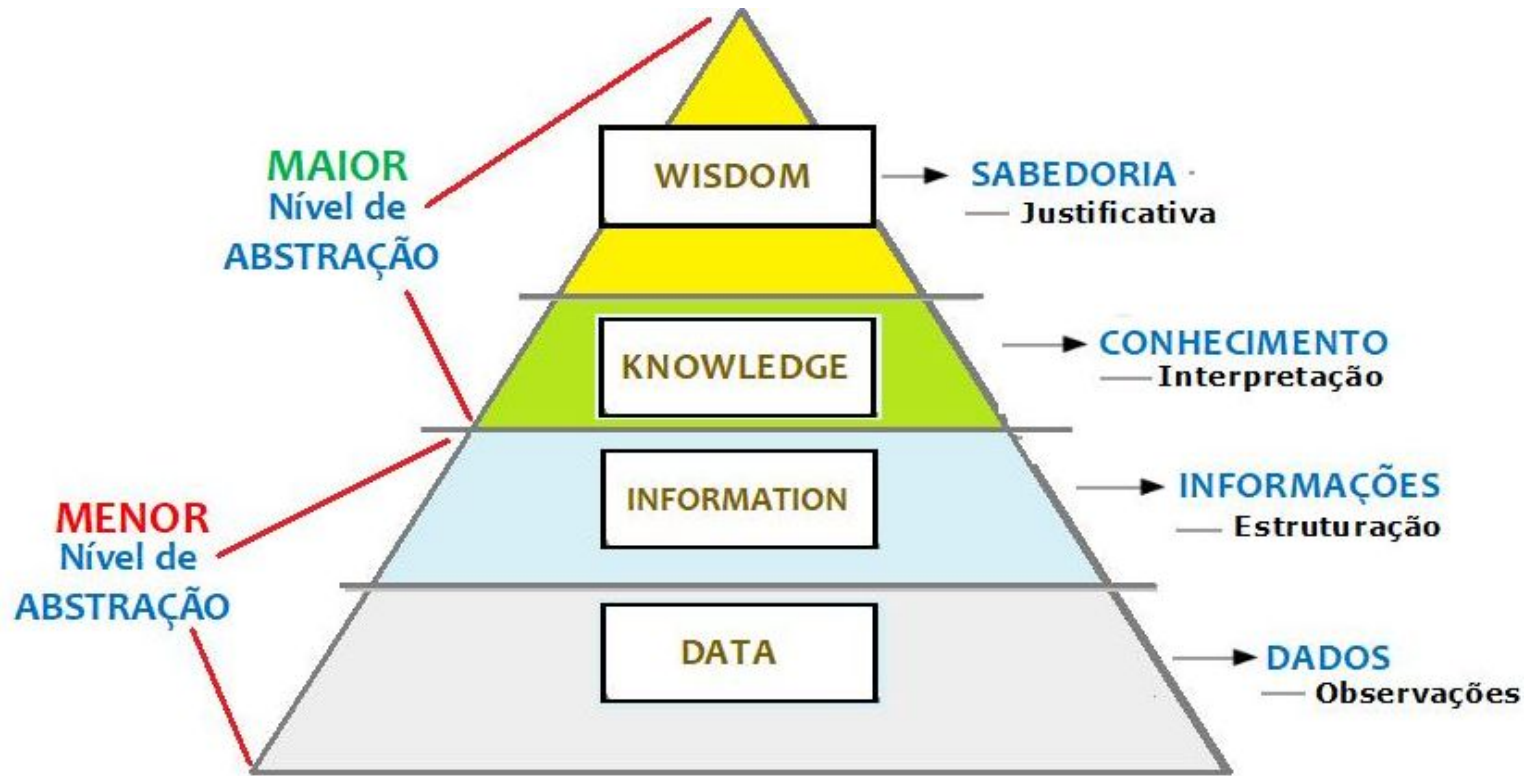 WISDOM
SABEDORIA
Justificativa
MAIOR
Nível de
ABSTRAÇÃO
KNOWLEDGE
CONHECIMENTO
Interpretação
INFORMATION
INFORMAÇÕES
Estruturação
MENOR
Nível de
ABSTRAÇÃO
DATA
DADOS
Observações